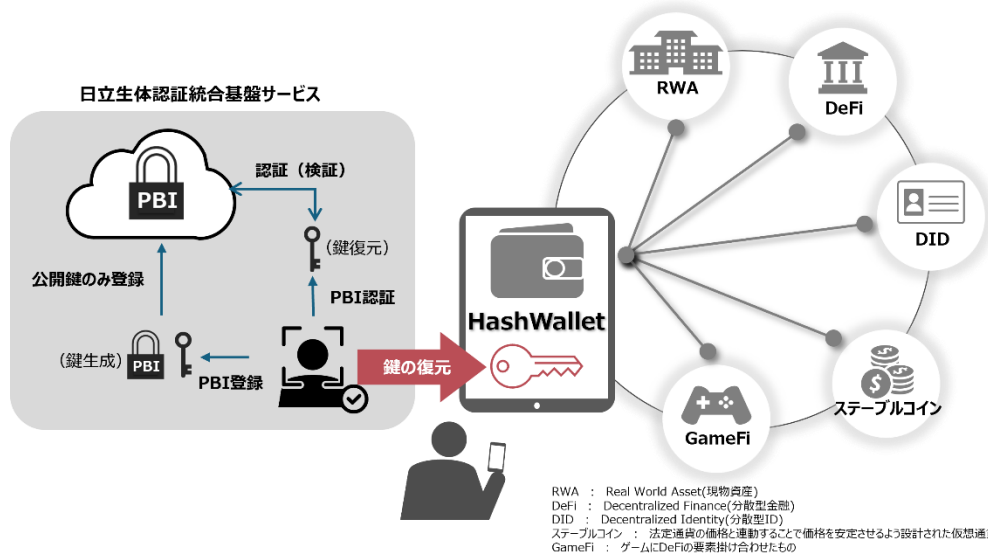 日立生体認証統合基盤サービス
PBI
認証（検証）
（鍵復元）
公開鍵のみ登録
PBI認証
（鍵生成）
PBI
PBI登録
鍵の復元
HashWallet
RWA
DeFi
DID
ステーブルコイン
GameFi
RWA ： Real World Asset(現物資産)
DeFi ： Decentralized Finance(分散型金融)
DID ： Decentralized Identity(分散型ID)
ステーブルコイン ： 法定通貨の価格と連動することで価格を安定させるよう設計された仮想通
GameFi ： ゲームにDeFiの要素掛け合わせたもの